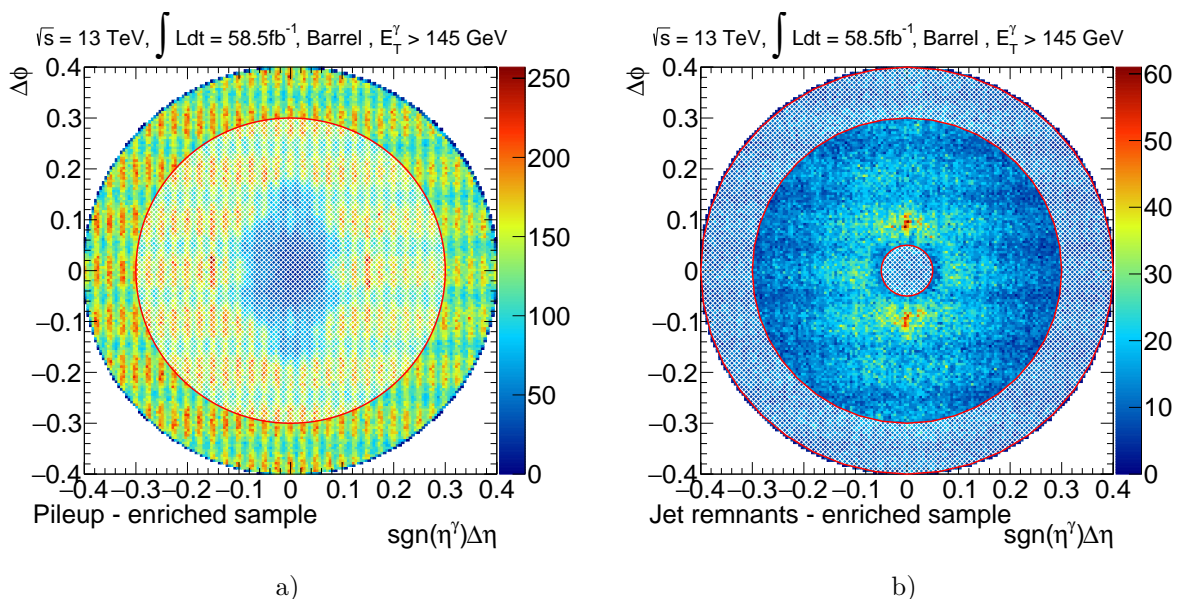 √s = 13 TeV, ∫ Ldt = 58.5fb⁻¹, Barrel , E_T^γ > 145 GeV
Δϕ
0.4
0.3
0.2
0.1
0
−0.1
−0.2
−0.3
−0.4
250
200
150
100
50
0
−0.4 −0.3 −0.2 −0.1 0 0.1 0.2 0.3 0.4
Pileup - enriched sample
sgn(η^γ)Δη
a)
√s = 13 TeV, ∫ Ldt = 58.5fb⁻¹, Barrel , E_T^γ > 145 GeV
Δϕ
0.4
0.3
0.2
0.1
0
−0.1
−0.2
−0.3
−0.4
60
50
40
30
20
10
0
−0.4 −0.3 −0.2 −0.1 0 0.1 0.2 0.3 0.4
Jet remnants - enriched sample
sgn(η^γ)Δη
b)